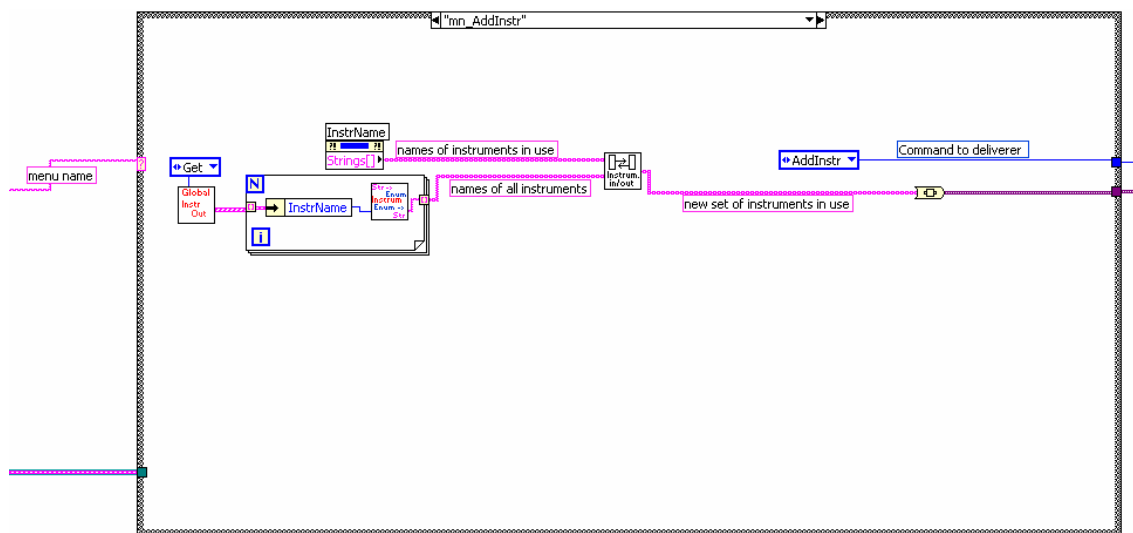 "mn_AddInstr"
InstrName
?! ?!
Strings[]
names of instruments in use
Get
menu name
?
Global
Instr
Out
N
InstrName
Str ->
Enum
Instrum
Enum ->
Str
i
names of all instruments
Instrum.
in/out
new set of instruments in use
AddInstr
Command to deliverer